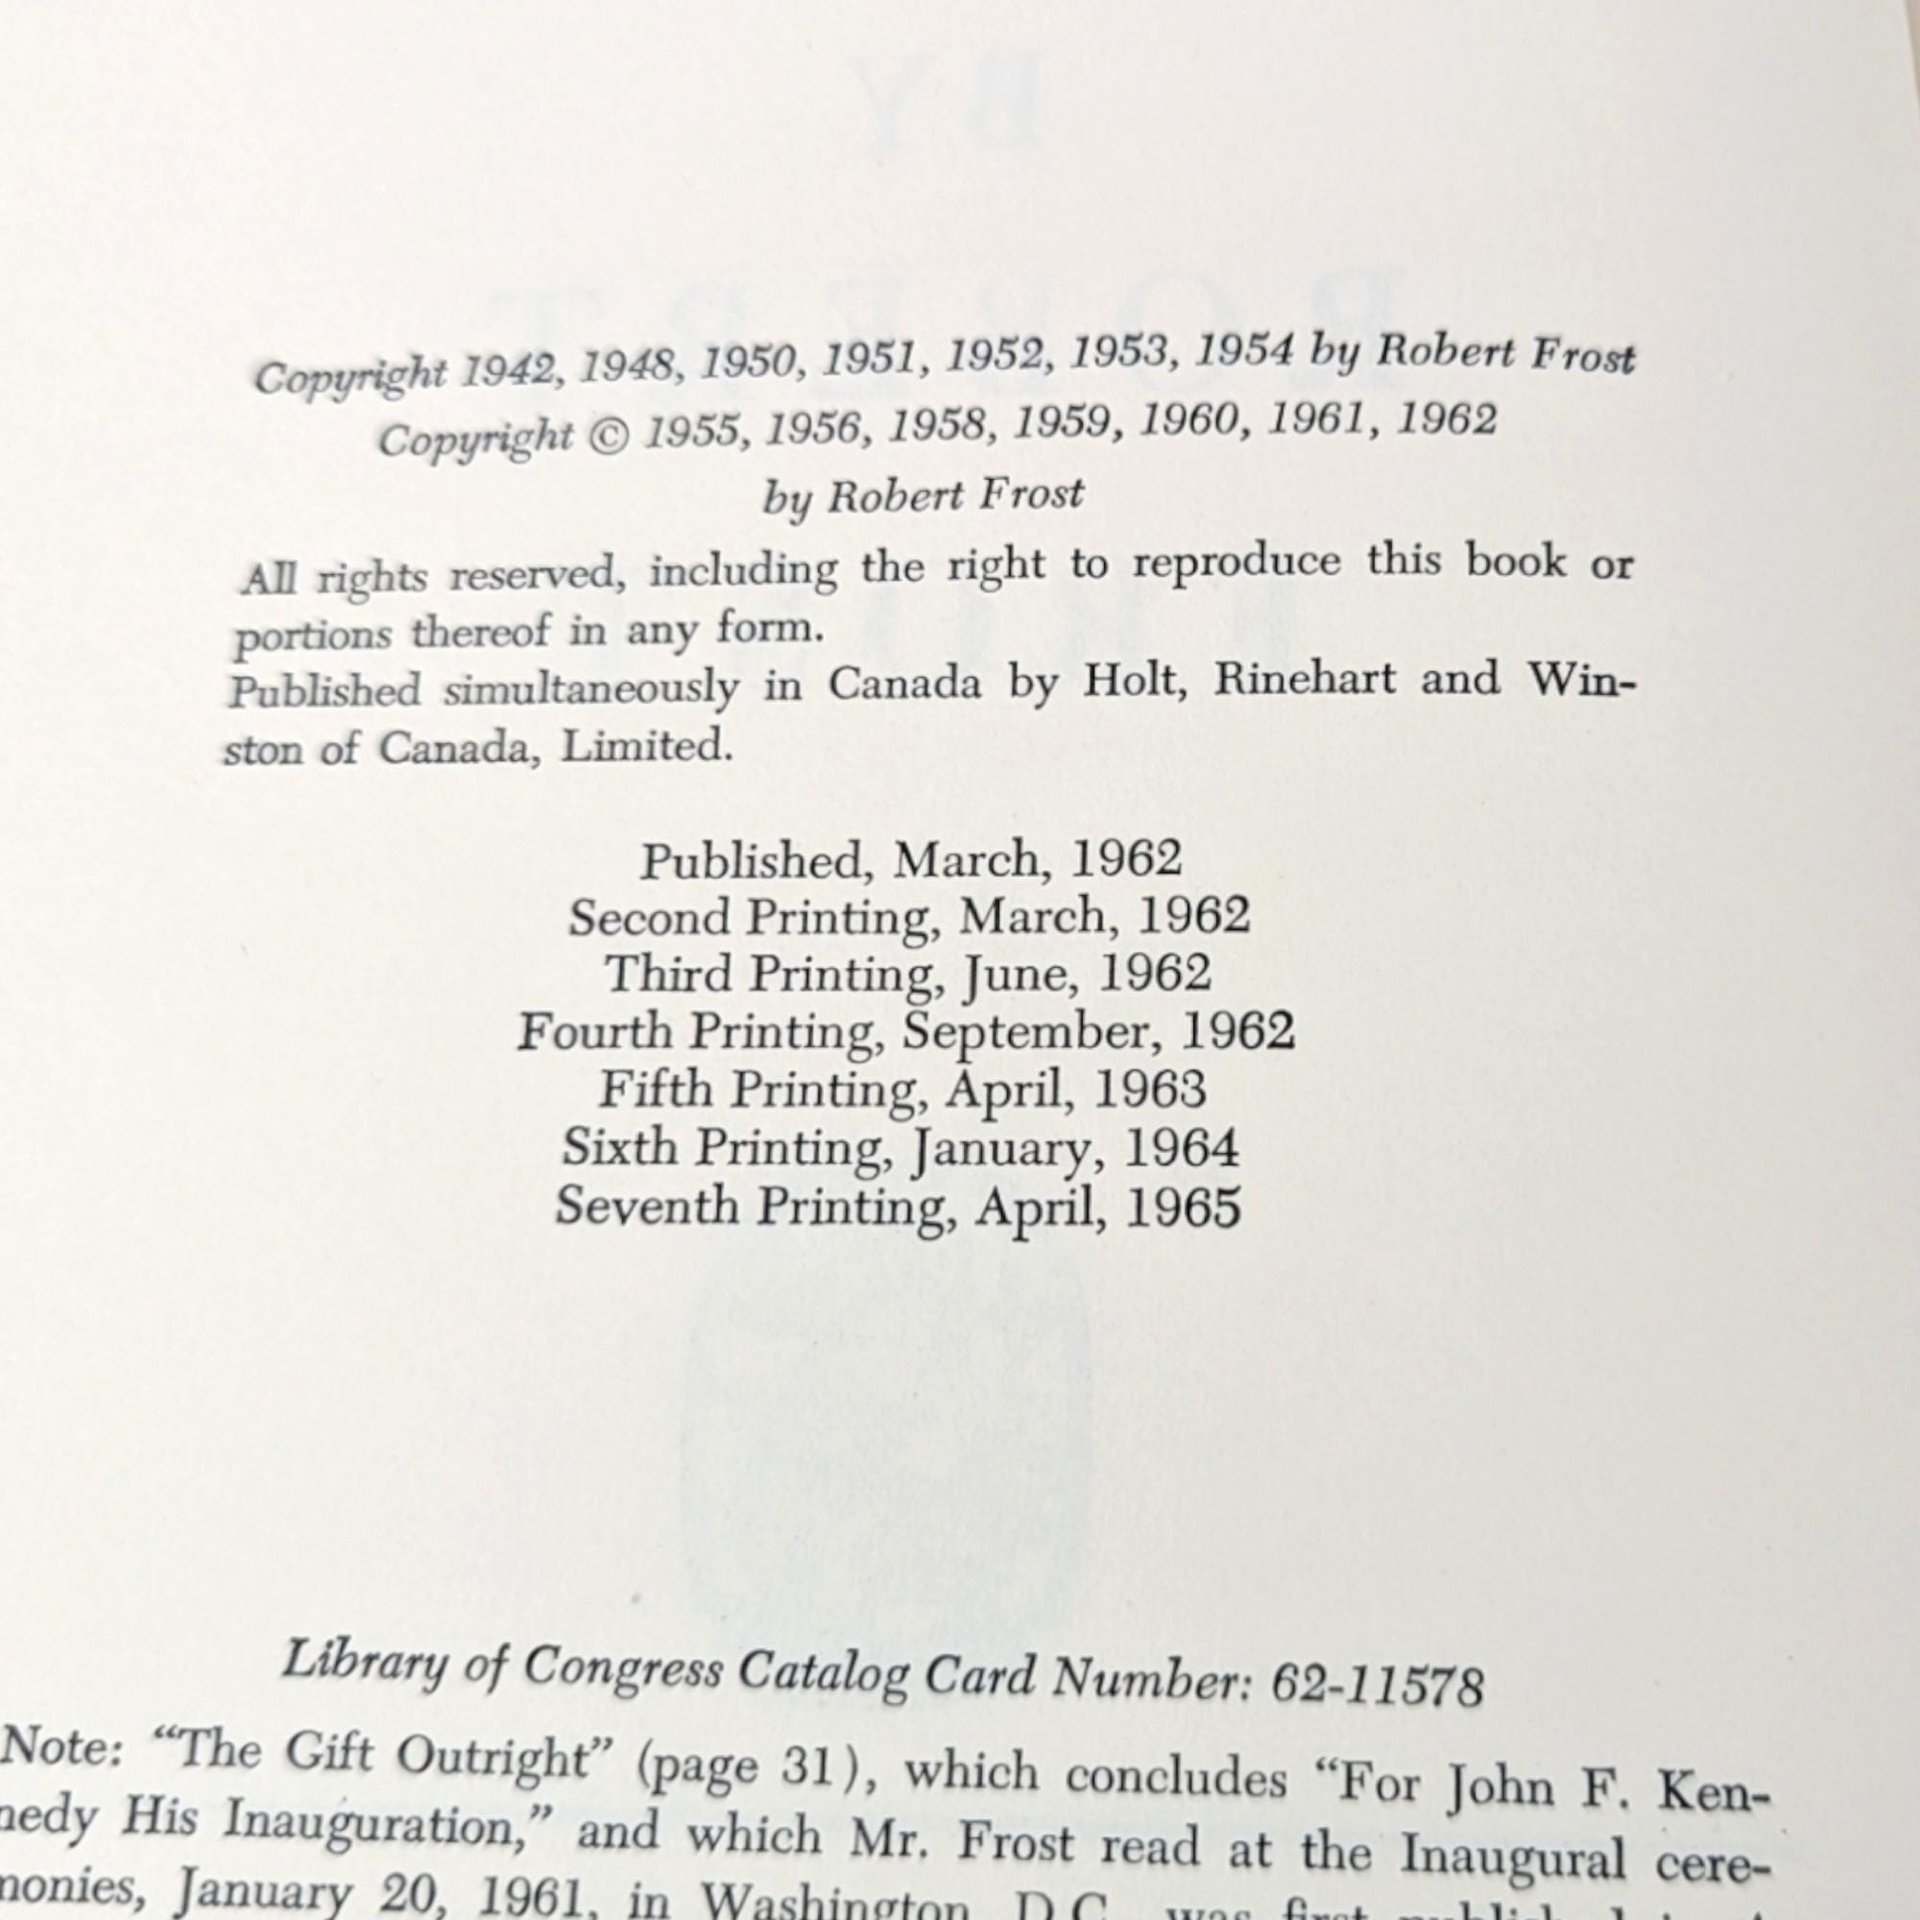 Copyright 1942, 1948, 1950, 1951, 1952, 1953, 1954 by Robert Frost
Copyright © 1955, 1956, 1958, 1959, 1960, 1961, 1962
by Robert Frost
All rights reserved, including the right to reproduce this book or
portions thereof in any form.
Published simultaneously in Canada by Holt, Rinehart and Win-
ston of Canada, Limited.
Published, March, 1962
Second Printing, March, 1962
Third Printing, June, 1962
Fourth Printing, September, 1962
Fifth Printing, April, 1963
Sixth Printing, January, 1964
Seventh Printing, April, 1965
Library of Congress Catalog Card Number: 62-11578
Note: “The Gift Outright” (page 31), which concludes “For John F. Ken-
nedy His Inauguration,” and which Mr. Frost read at the Inaugural cere-
monies, January 20, 1961, in Washington, D.C., was first